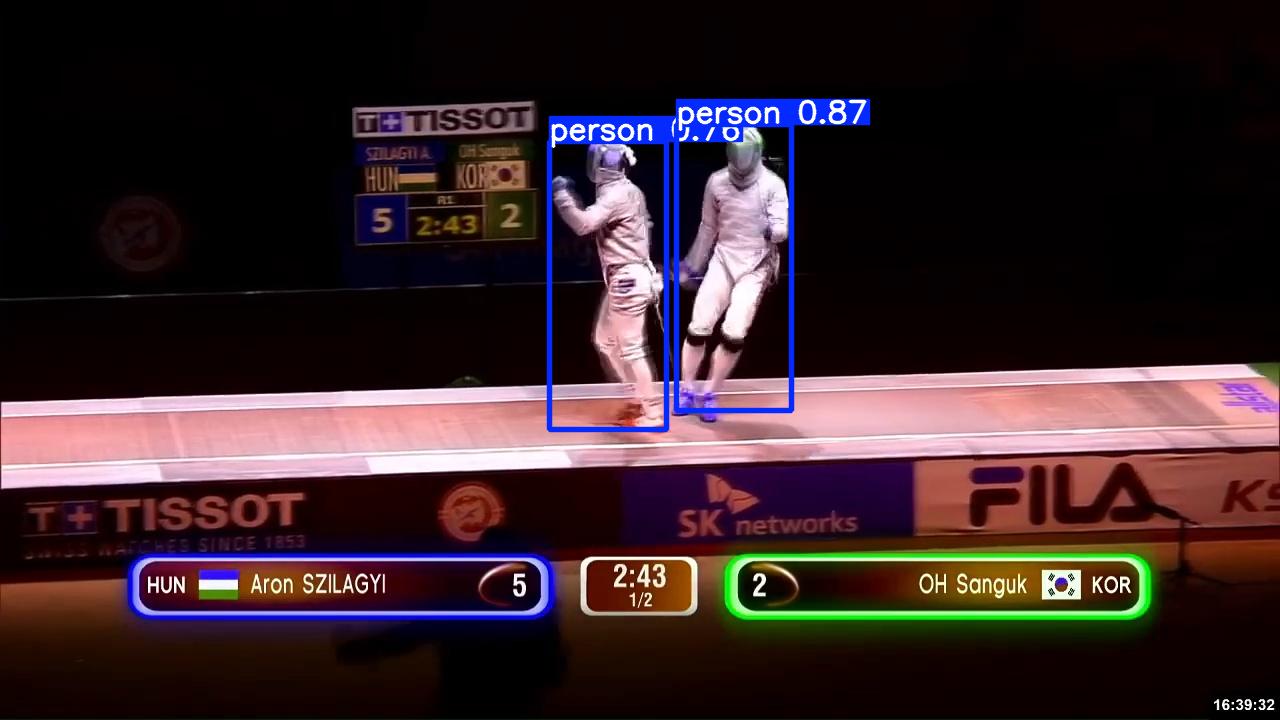 person 0.76
person 0.87
T+ TISSOT
SZILAGYI A. OH Sanguk
HUN KOR
R1
5 2:43 2
T+ TISSOT
SWISS WATCHES SINCE 1853
SK networks
FILA
HUN Aron SZILAGYI 5
2:43
1/2
2 OH Sanguk KOR
16:39:32